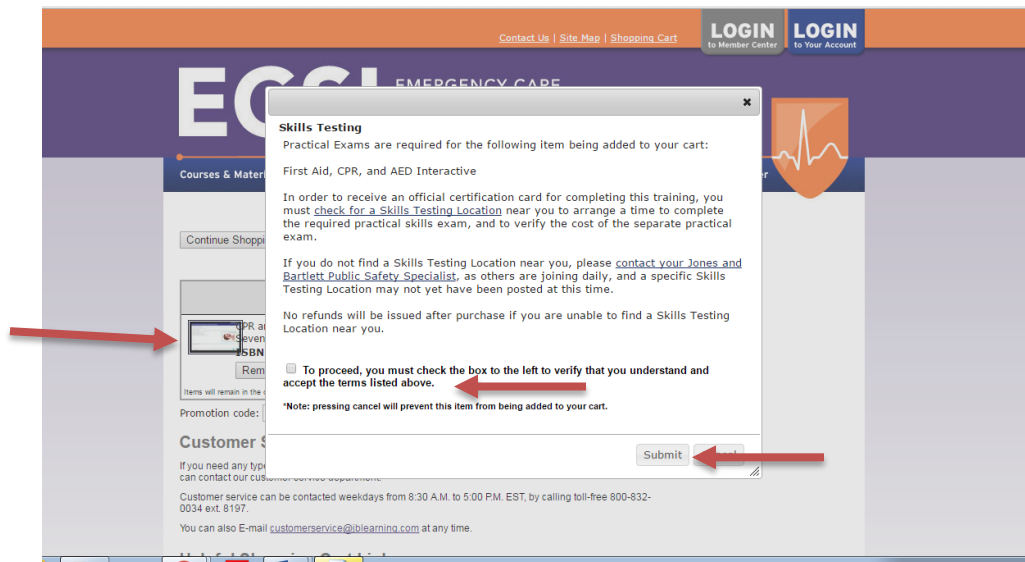 Contact Us | Site Map | Shopping Cart
LOGIN
to Member Center
LOGIN
to Your Account
EMERGENCY CARE
Courses & Materi
Skills Testing
Practical Exams are required for the following item being added to your cart:
First Aid, CPR, and AED Interactive
In order to receive an official certification card for completing this training, you
must check for a Skills Testing Location near you to arrange a time to complete
the required practical skills exam, and to verify the cost of the separate practical
exam.
If you do not find a Skills Testing Location near you, please contact your Jones and
Bartlett Public Safety Specialist, as others are joining daily, and a specific Skills
Testing Location may not yet have been posted at this time.
No refunds will be issued after purchase if you are unable to find a Skills Testing
Location near you.
To proceed, you must check the box to the left to verify that you understand and
accept the terms listed above.
*Note: pressing cancel will prevent this item from being added to your cart.
Submit
Continue Shoppi
CPR a
Seven
ISBN
Rem
Items will remain in the
Promotion code:
Customer
If you need any type
can contact our customer service department.
Customer service can be contacted weekdays from 8:30 A.M. to 5:00 P.M. EST, by calling toll-free 800-832-
0034 ext. 8197.
You can also E-mail customerservice@jblearning.com at any time.